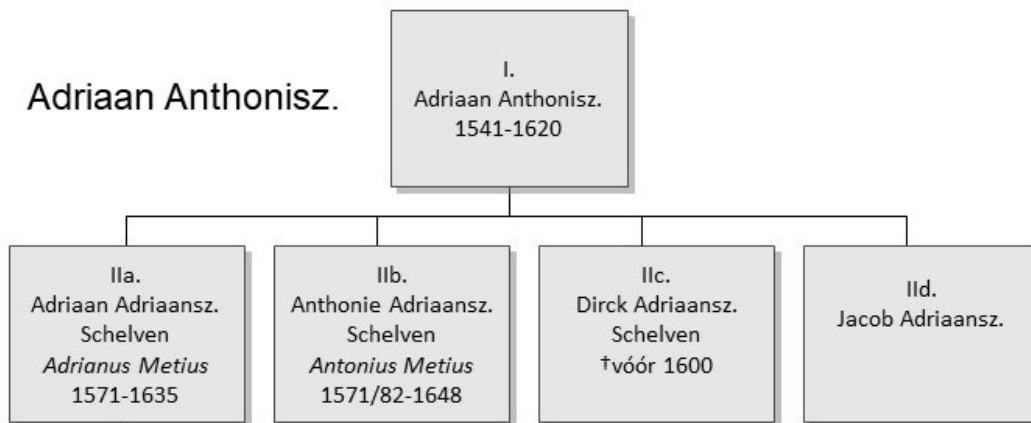 Adriaan Anthonisz.
I.
Adriaan Anthonisz.
1541-1620
IIa.
Adriaan Adriaansz.
Schelven
Adrianus Metius
1571-1635
IIb.
Anthonie Adriaansz.
Schelven
Antonius Metius
1571/82-1648
IIc.
Dirck Adriaansz.
Schelven
†vóór 1600
IId.
Jacob Adriaansz.